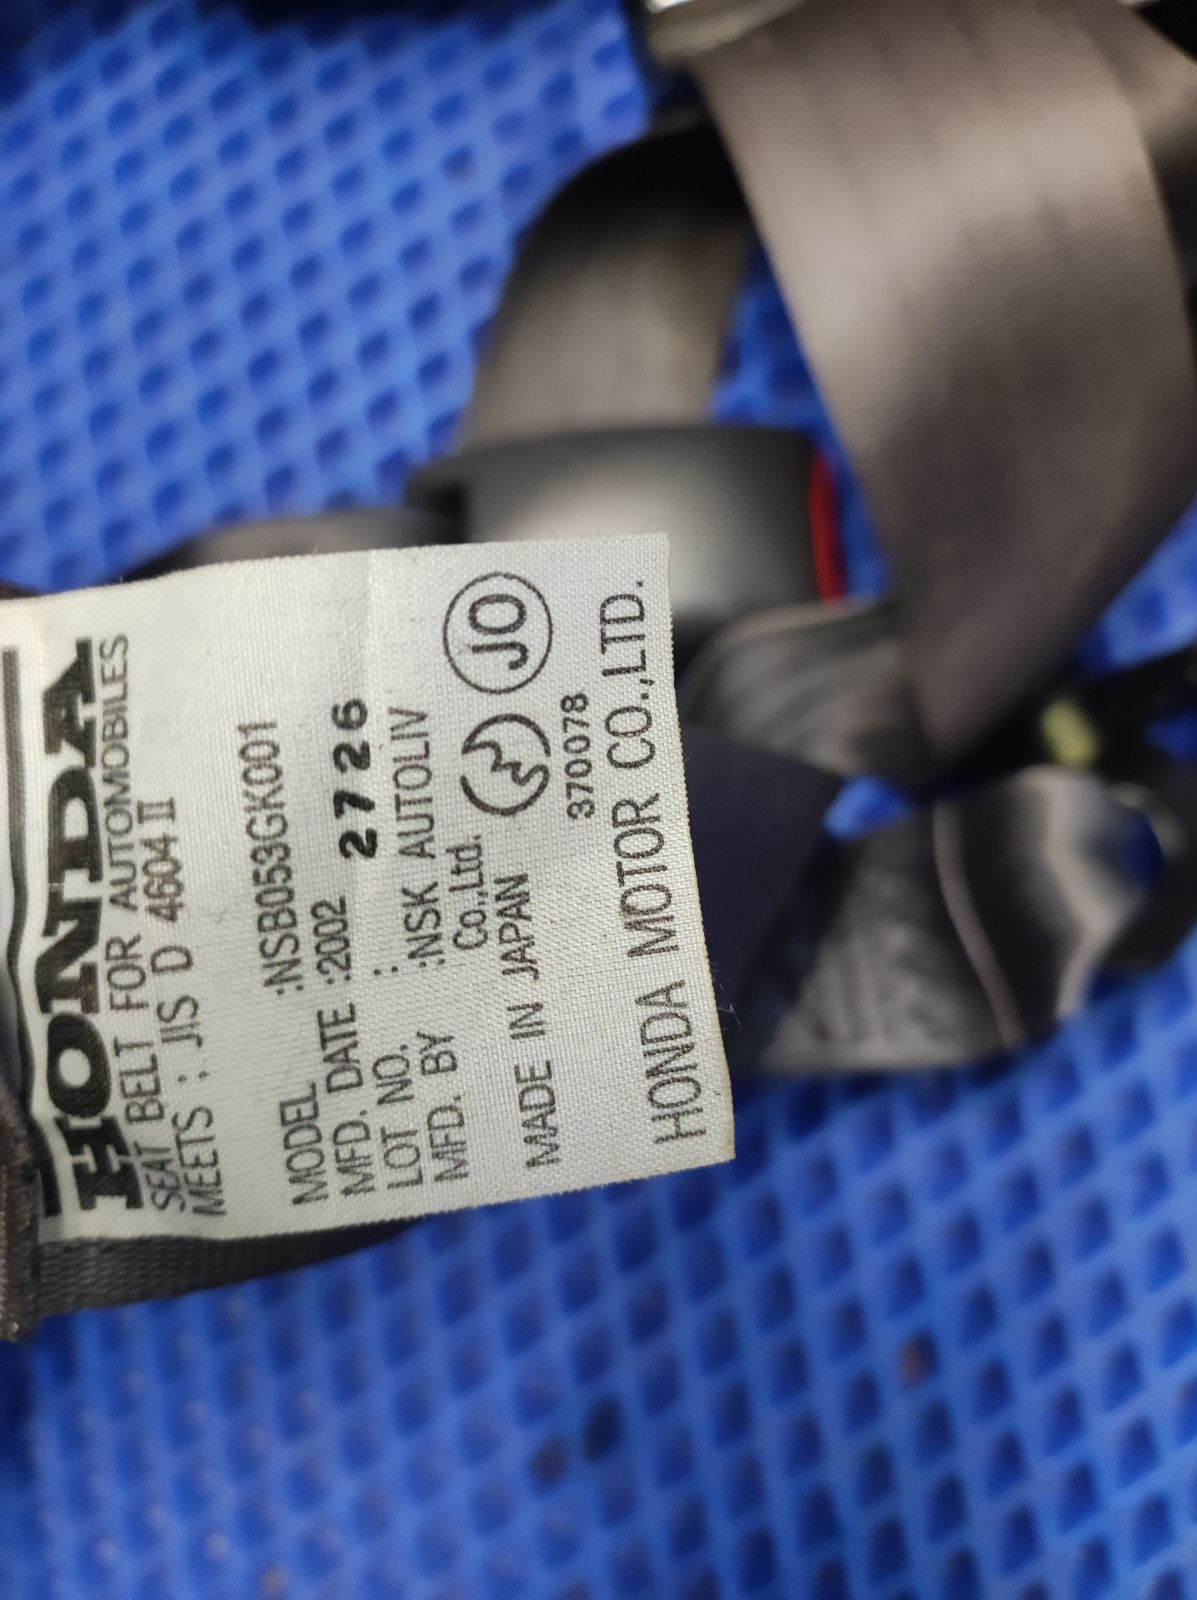 HONDA
SEAT BELT FOR AUTOMOBILES
MEETS : JIS D 4604 II
MODEL :NSB053GK001
MFD. DATE :2002 2726
LOT NO. :
MFD. BY :NSK AUTOLIV
Co.,Ltd.
MADE IN JAPAN
JO
370078
HONDA MOTOR CO.,LTD.